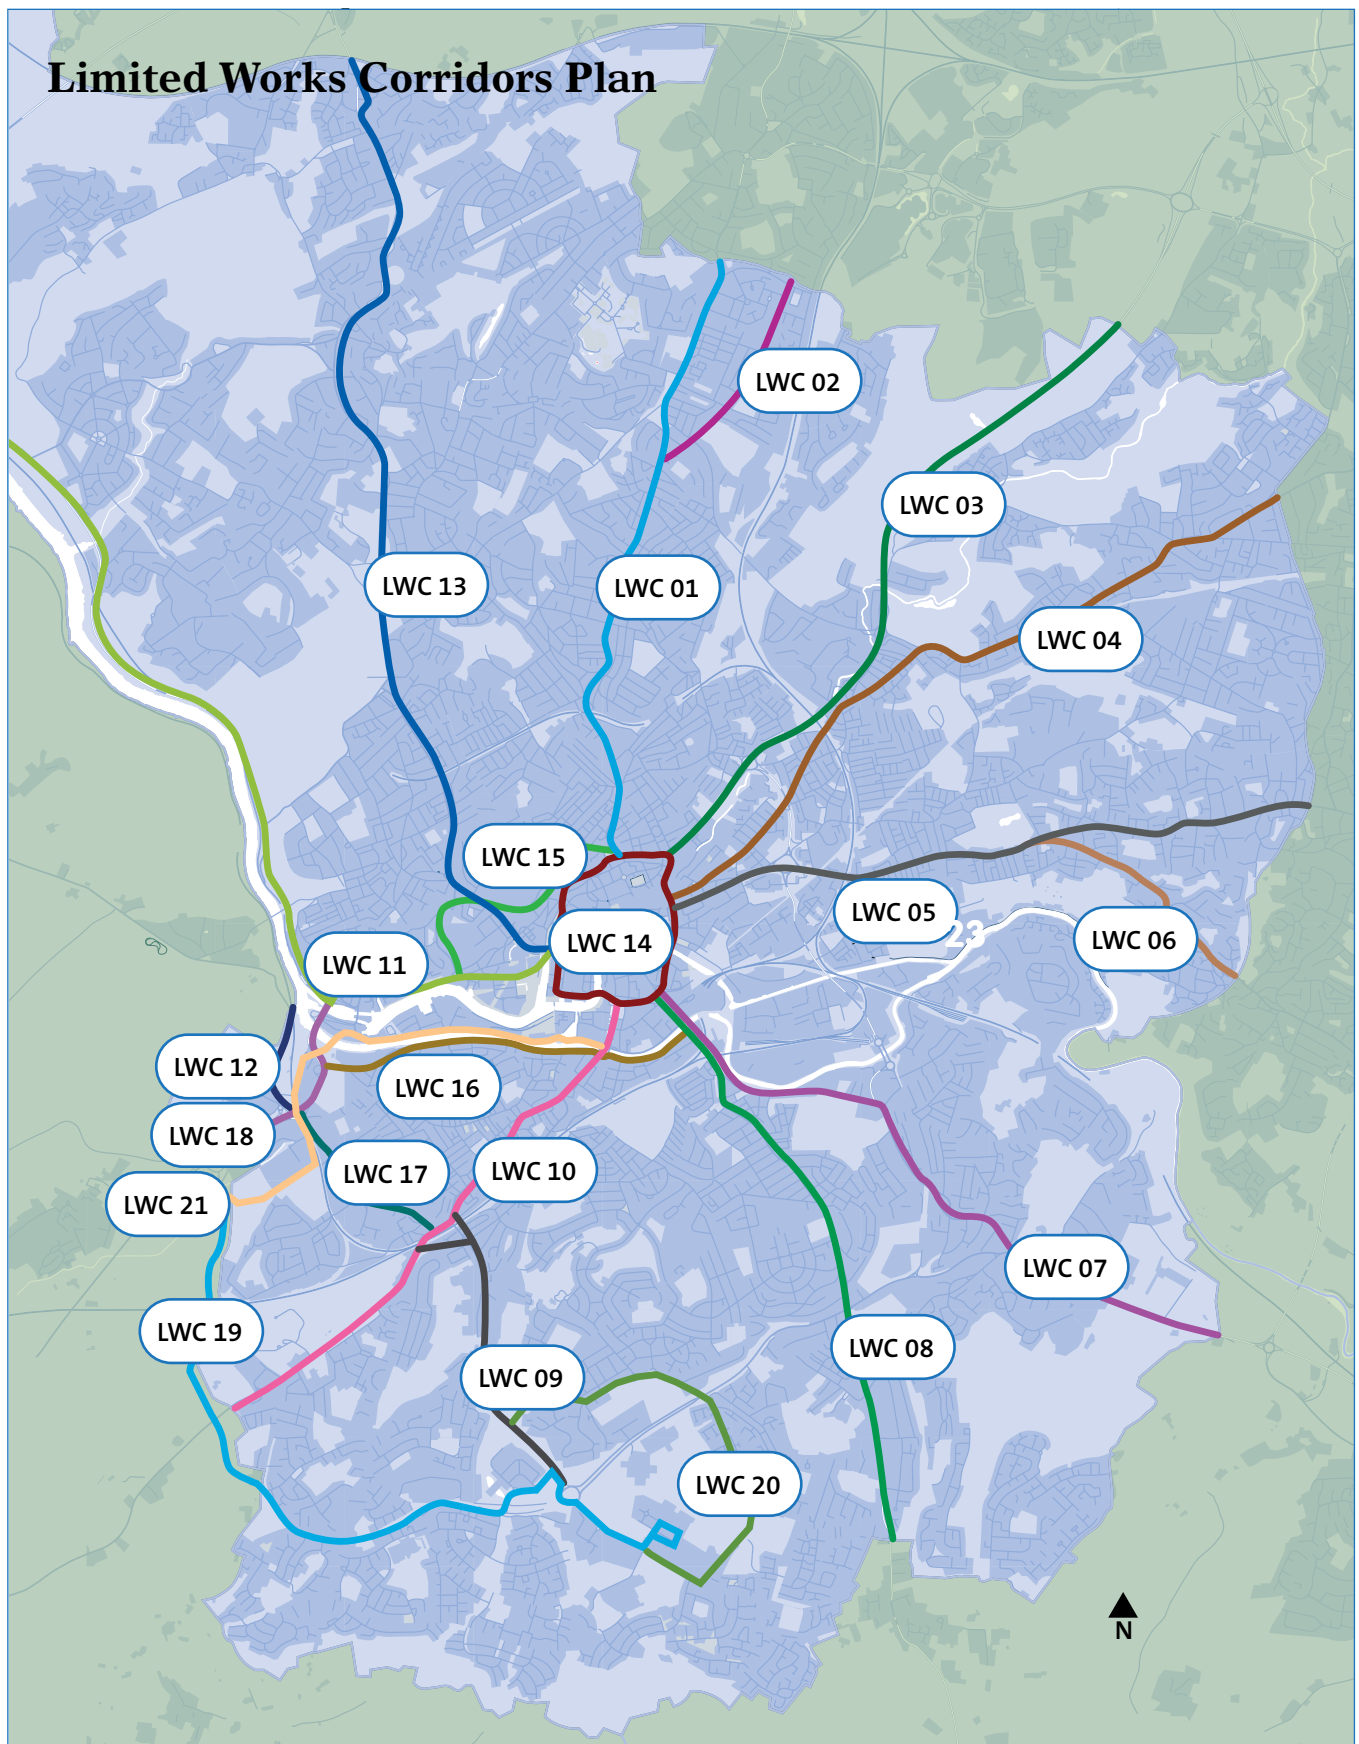 Limited Works Corridors Plan
LWC 02
LWC 03
LWC 13
LWC 01
LWC 04
LWC 15
LWC 05
23
LWC 14
LWC 06
LWC 11
LWC 12
LWC 16
LWC 18
LWC 17
LWC 10
LWC 21
LWC 07
LWC 19
LWC 08
LWC 09
LWC 20
N